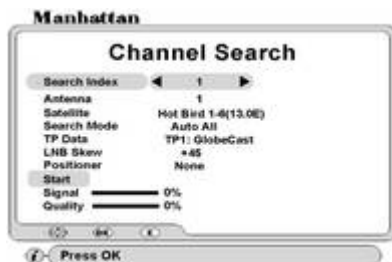 Manhattan
Channel Search
Search Index 1
Antenna 1
Satellite Hot Bird 1-6(13.0E)
Search Mode Auto All
TP Data TP1: GlobeCast
LNB Skew +45
Positioner None
Start
Signal 0%
Quality 0%
i Press OK